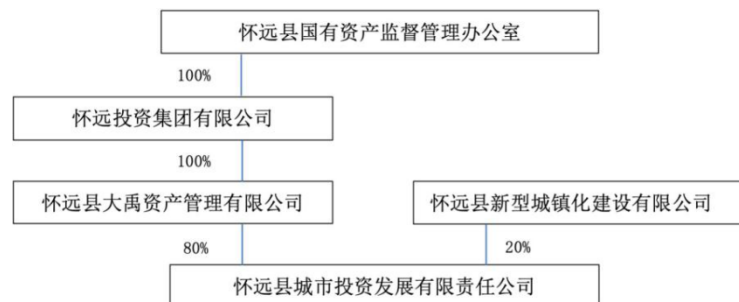 怀远县国有资产监督管理办公室
100%
怀远投资集团有限公司
100%
怀远县大禹资产管理有限公司
怀远县新型城镇化建设有限公司
80%
20%
怀远县城市投资发展有限责任公司